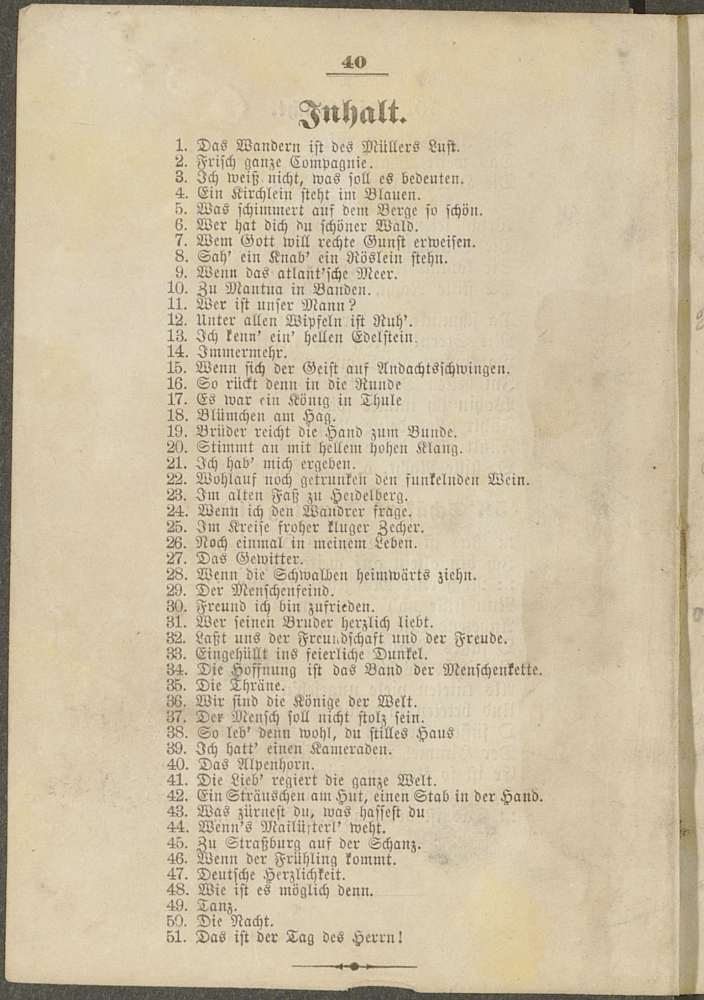 40
Inhalt.
1. Das Wandern ist des Müllers Lust.
2. Frisch ganze Compagnie.
3. Ich weiß nicht, was soll es bedeuten.
4. Ein Kirchlein steht im Blauen.
5. Was schimmert auf dem Berge so schön.
6. Wer hat dich du schöner Wald.
7. Wem Gott will rechte Gunst erweisen.
8. Sah' ein Knab' ein Röslein stehn.
9. Wenn das atlant'sche Meer.
10. Zu Mantua in Banden.
11. Wer ist unser Mann?
12. Unter allen Wipfeln ist Ruh'.
13. Ich kenn' ein' hellen Edelstein.
14. Immermehr.
15. Wenn sich der Geist auf Andachtsschwingen.
16. So rückt denn in die Runde
17. Es war ein König in Thule
18. Blümchen am Hag.
19. Brüder reicht die Hand zum Bunde.
20. Stimmt an mit hellem hohen Klang.
21. Ich hab' mich ergeben.
22. Wohlauf noch getrunken den funkelnden Wein.
23. Im alten Faß zu Heidelberg.
24. Wenn ich den Wandrer frage.
25. Im Kreise froher kluger Zecher.
26. Noch einmal in meinem Leben.
27. Das Gewitter.
28. Wenn die Schwalben heimwärts ziehn.
29. Der Menschenfeind.
30. Freund ich bin zufrieden.
31. Wer seinen Bruder herzlich liebt.
32. Laßt uns der Freundschaft und der Freude.
33. Eingehüllt ins feierliche Dunkel.
34. Die Hoffnung ist das Band der Menschenkette.
35. Die Thräne.
36. Wir sind die Könige der Welt.
37. Der Mensch soll nicht stolz sein.
38. So leb' denn wohl, du stilles Haus
39. Ich hatt' einen Kameraden.
40. Das Alpenhorn.
41. Die Lieb' regiert die ganze Welt.
42. Ein Sträuschen am Hut, einen Stab in der Hand.
43. Was zürnest du, was hassest du
44. Wenn's Mailüfterl' weht.
45. Zu Straßburg auf der Schanz.
46. Wenn der Frühling kommt.
47. Deutsche Herzlichkeit.
48. Wie ist es möglich denn.
49. Tanz.
50. Die Nacht.
51. Das ist der Tag des Herrn!